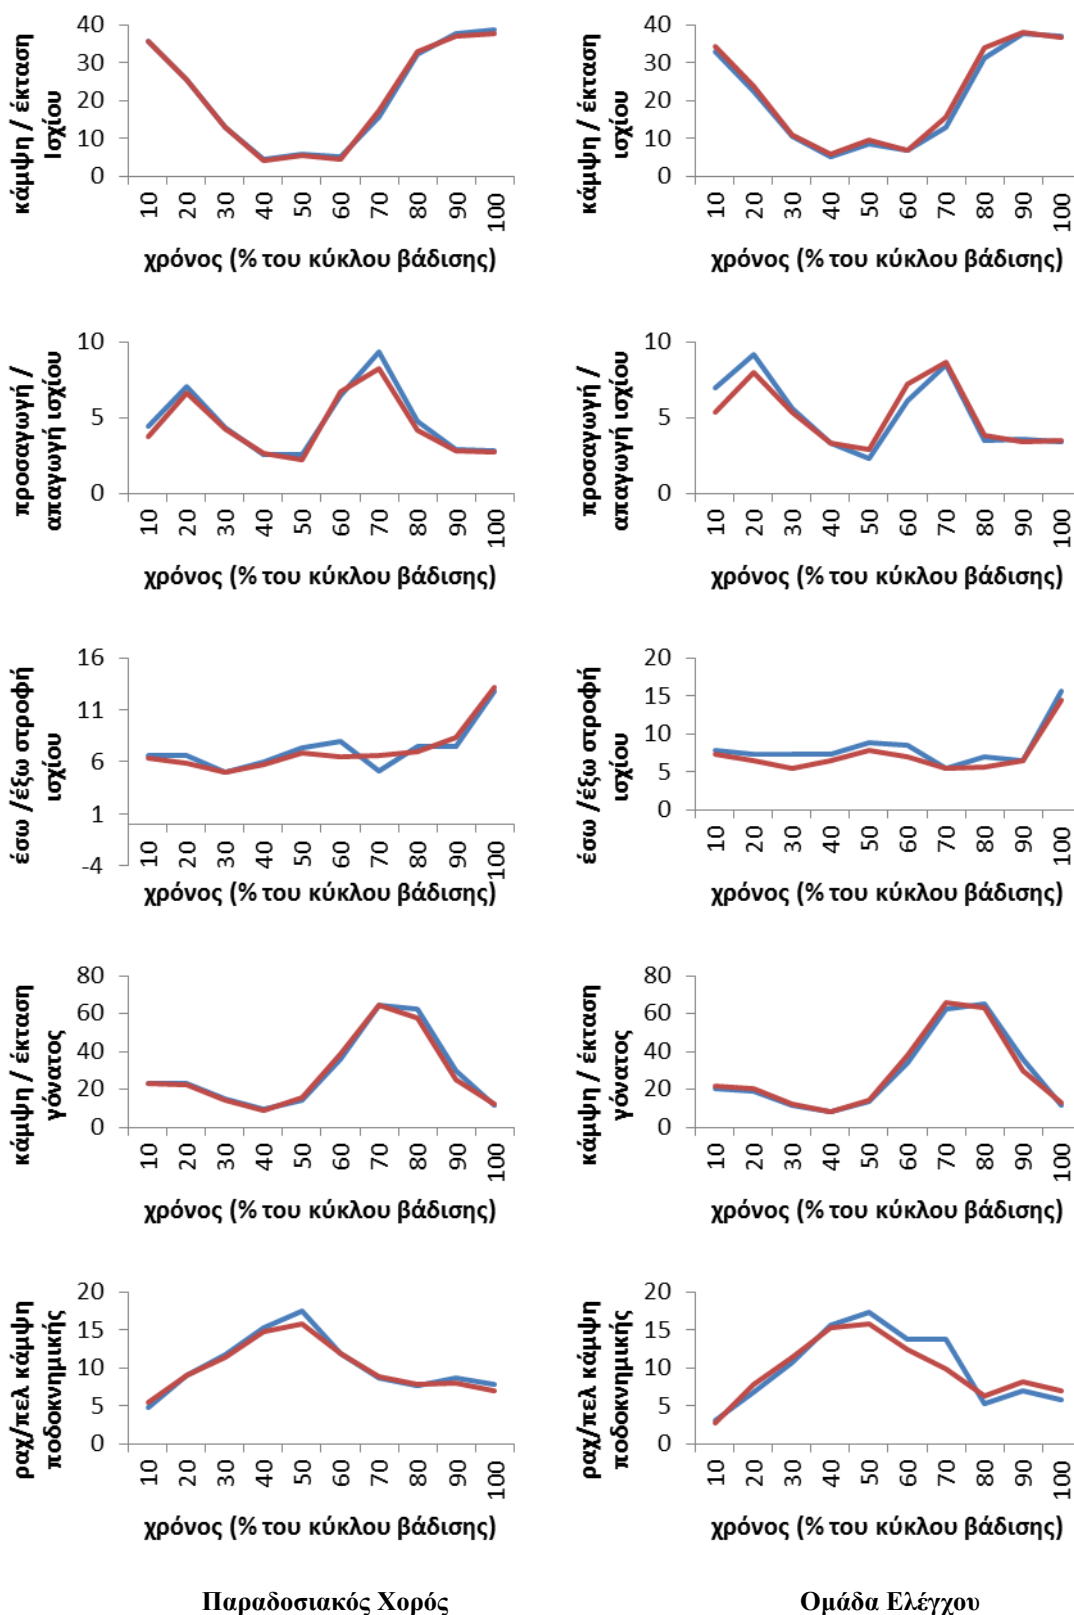 κάμψη / έκταση
Ισχίου
40
30
20
10
0
10 20 30 40 50 60 70 80 90 100
χρόνος (% του κύκλου βάδισης)
κάμψη / έκταση
ισχίου
40
30
20
10
0
10 20 30 40 50 60 70 80 90 100
χρόνος (% του κύκλου βάδισης)
προσαγωγή /
απαγωγή ισχίου
10
5
0
10 20 30 40 50 60 70 80 90 100
χρόνος (% του κύκλου βάδισης)
προσαγωγή /
απαγωγή ισχίου
10
5
0
10 20 30 40 50 60 70 80 90 100
χρόνος (% του κύκλου βάδισης)
έσω /έξω στροφή
ισχίου
16
11
6
1
-4
10 20 30 40 50 60 70 80 90 100
χρόνος (% του κύκλου βάδισης)
έσω /έξω στροφή
ισχίου
20
15
10
5
0
10 20 30 40 50 60 70 80 90 100
χρόνος (% του κύκλου βάδισης)
κάμψη / έκταση
γόνατος
80
60
40
20
0
10 20 30 40 50 60 70 80 90 100
χρόνος (% του κύκλου βάδισης)
κάμψη / έκταση
γόνατος
80
60
40
20
0
10 20 30 40 50 60 70 80 90 100
χρόνος (% του κύκλου βάδισης)
ραχ/πελ κάμψη
ποδοκνημικής
20
15
10
5
0
10 20 30 40 50 60 70 80 90 100
χρόνος (% του κύκλου βάδισης)
ραχ/πελ κάμψη
ποδοκνημικής
20
15
10
5
0
10 20 30 40 50 60 70 80 90 100
χρόνος (% του κύκλου βάδισης)
Παραδοσιακός Χορός
Ομάδα Ελέγχου